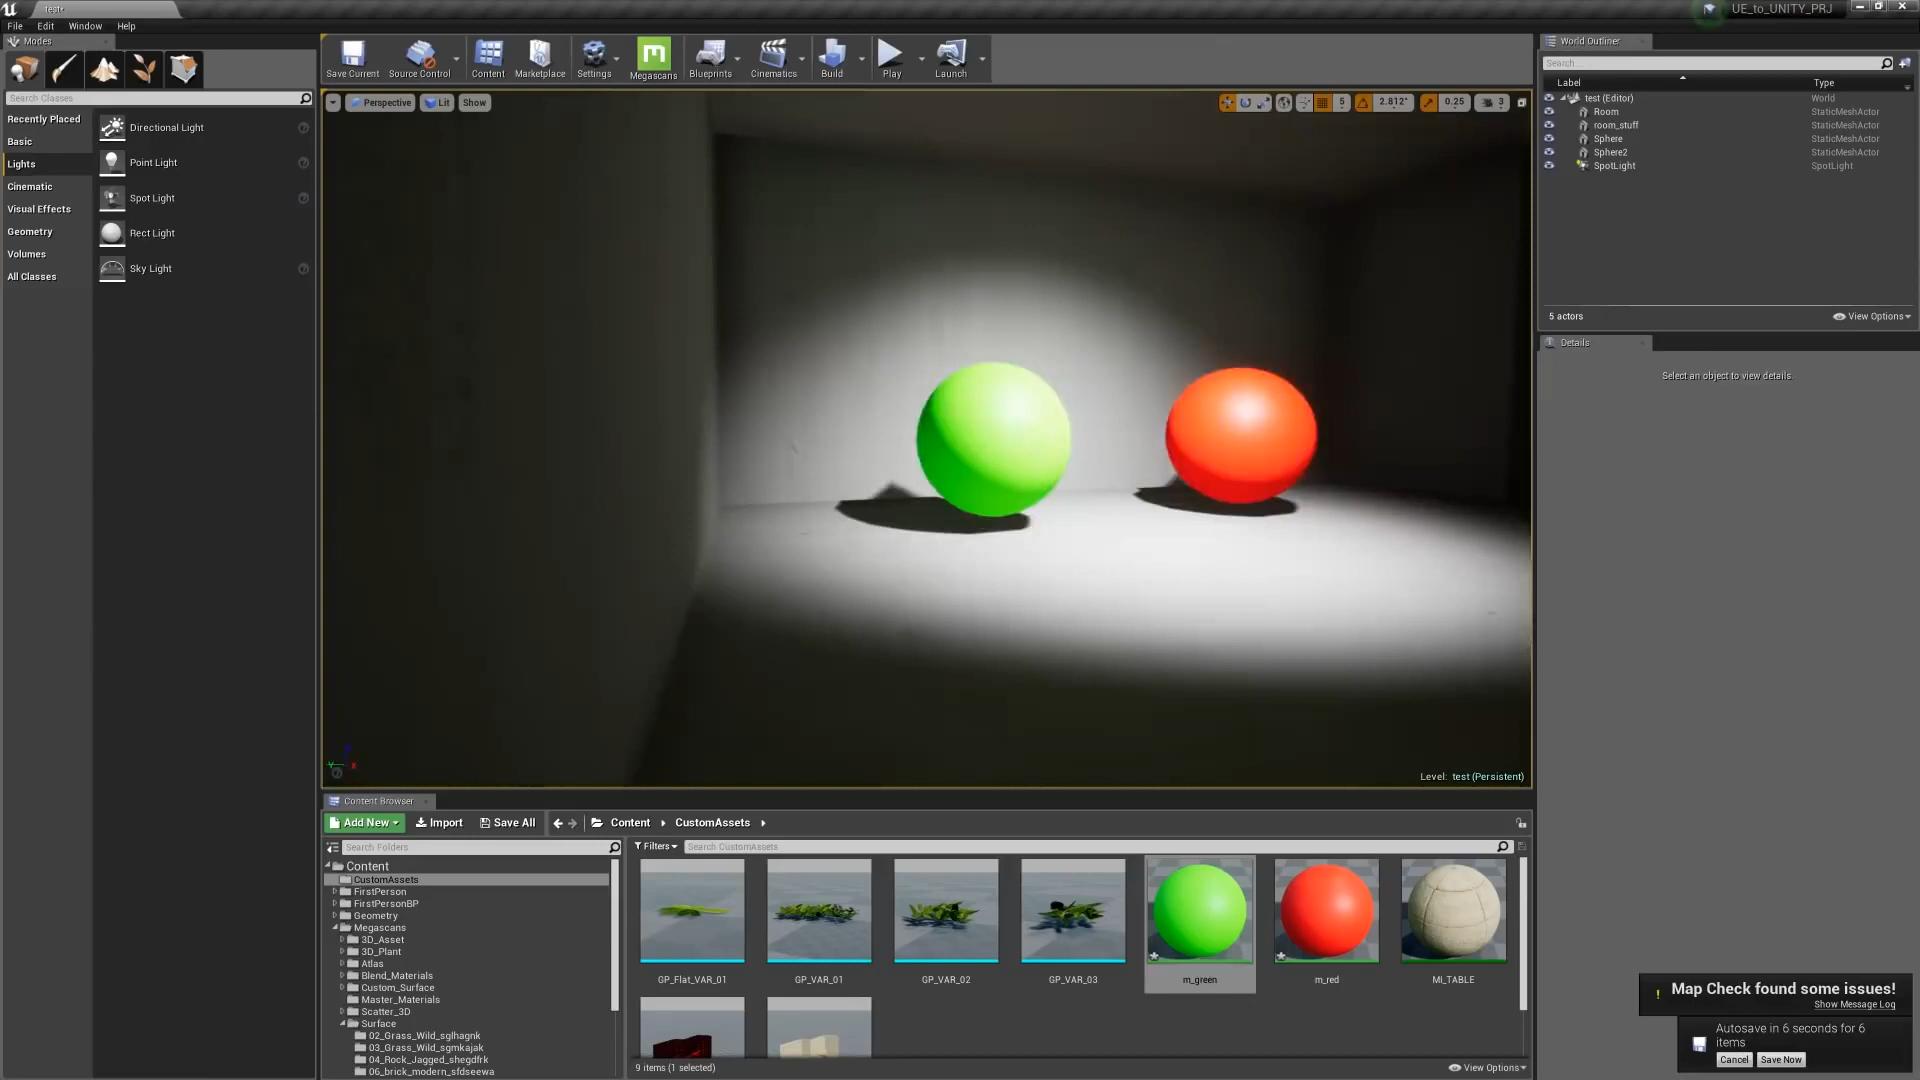 test*
UE_to_UNITY_PRJ
File Edit Window Help
Modes
Search Classes
Recently Placed
Basic
Lights
Cinematic
Visual Effects
Geometry
Volumes
All Classes
Directional Light
Point Light
Spot Light
Rect Light
Sky Light
Save Current
Source Control
Content
Marketplace
Settings
Megascans
Blueprints
Cinematics
Build
Play
Launch
Perspective
Lit
Show
5
2.812°
0.25
3
Level: test (Persistent)
World Outliner
Search...
Label Type
test (Editor) World
Room StaticMeshActor
room_stuff StaticMeshActor
Sphere StaticMeshActor
Sphere2 StaticMeshActor
SpotLight SpotLight
5 actors
View Options
Details
Select an object to view details.
Content Browser
Add New
Import
Save All
Content
CustomAssets
Search Folders
Content
CustomAssets
FirstPerson
FirstPersonBP
Geometry
Megascans
3D_Asset
3D_Plant
Atlas
Blend_Materials
Custom_Surface
Master_Materials
Scatter_3D
Surface
02_Grass_Wild_sglhagnk
03_Grass_Wild_sgmkajak
04_Rock_Jagged_shegdfrk
06_brick_modern_sfdseewa
Filters
Search CustomAssets
GP_Flat_VAR_01
GP_VAR_01
GP_VAR_02
GP_VAR_03
m_green
m_red
MI_TABLE
9 items (1 selected)
View Options
Map Check found some issues!
Show Message Log
Autosave in 6 seconds for 6
items
Cancel
Save Now